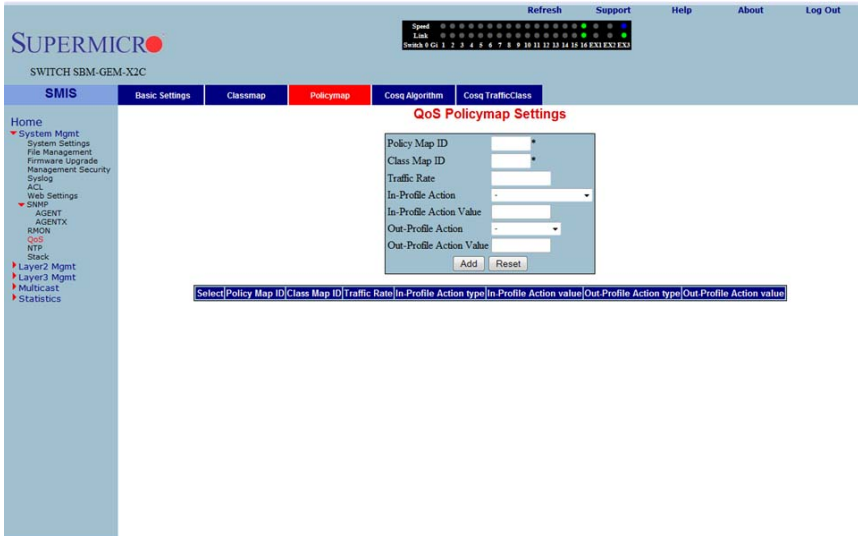 Refresh Support Help About Log Out
Speed
Link
Switch 0 Gi 1 2 3 4 5 6 7 8 9 10 11 12 13 14 15 16 EX1 EX2 EX3
SUPERMICRO
SWITCH SBM-GEM-X2C
SMIS
Basic Settings Classmap Policymap Cosq Algorithm Cosq TrafficClass
Home
System Mgmt
System Settings
File Management
Firmware Upgrade
Management Security
Syslog
ACL
Web Settings
SNMP
AGENT
AGENTX
RMON
QoS
NTP
Stack
Layer2 Mgmt
Layer3 Mgmt
Multicast
Statistics
QoS Policymap Settings
Policy Map ID *
Class Map ID *
Traffic Rate
In-Profile Action -
In-Profile Action Value
Out-Profile Action -
Out-Profile Action Value
Add Reset
Select Policy Map ID Class Map ID Traffic Rate In-Profile Action type In-Profile Action value Out-Profile Action type Out-Profile Action value